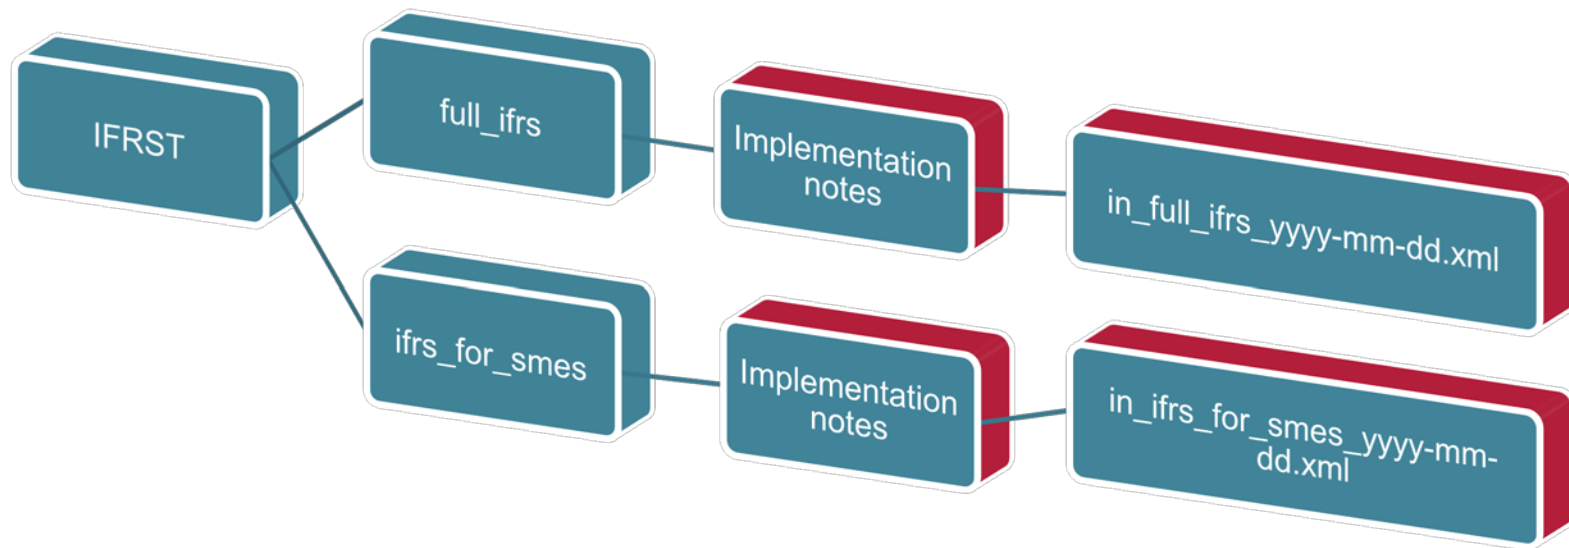 IFRST
full_ifrs
Implementation
notes
in_full_ifrs_yyyy-mm-dd.xml
ifrs_for_smes
Implementation
notes
in_ifrs_for_smes_yyyy-mm-
dd.xml